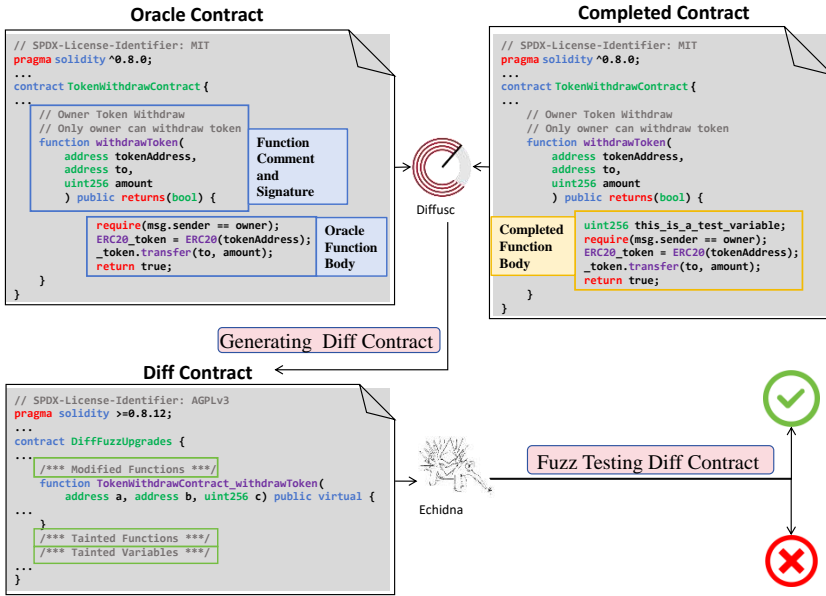 Oracle Contract
// SPDX-License-Identifier: MIT
pragma solidity ^0.8.0;
...
contract TokenWithdrawContract {
...
// Owner Token Withdraw
// Only owner can withdraw token
function withdrawToken(
address tokenAddress,
address to,
uint256 amount
) public returns(bool) {
Function
Comment
and
Signature
require(msg.sender == owner);
ERC20_token = ERC20(tokenAddress);
_token.transfer(to, amount);
return true;
Oracle
Function
Body
}
}
Diffusc
Completed Contract
// SPDX-License-Identifier: MIT
pragma solidity ^0.8.0;
...
contract TokenWithdrawContract {
...
// Owner Token Withdraw
// Only owner can withdraw token
function withdrawToken(
address tokenAddress,
address to,
uint256 amount
) public returns(bool) {
Completed
Function
Body
uint256 this_is_a_test_variable;
require(msg.sender == owner);
ERC20_token = ERC20(tokenAddress);
_token.transfer(to, amount);
return true;
}
}
Generating Diff Contract
Diff Contract
// SPDX-License-Identifier: AGPLv3
pragma solidity >=0.8.12;
...
contract DiffFuzzUpgrades {
...
/*** Modified Functions ***/
function TokenWithdrawContract_withdrawToken(
address a, address b, uint256 c) public virtual {
...
}
/*** Tainted Functions ***/
/*** Tainted Variables ***/
...
}
Echidna
Fuzz Testing Diff Contract